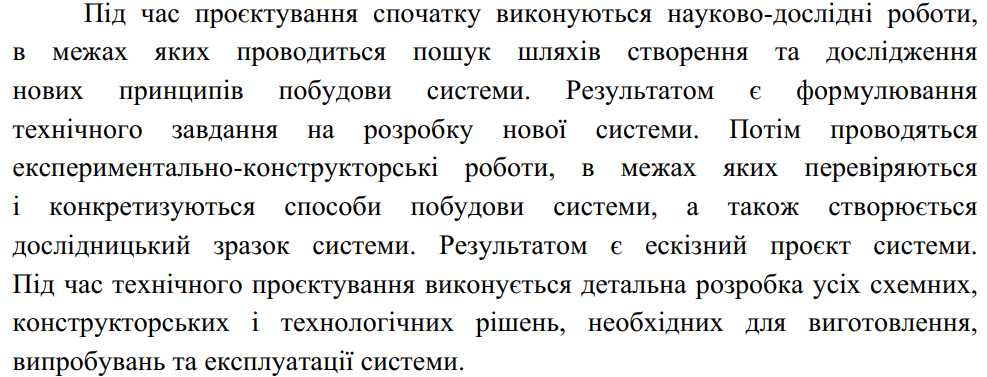 Під час проєктування спочатку виконуються науково-дослідні роботи,
в межах яких проводиться пошук шляхів створення та дослідження
нових принципів побудови системи. Результатом є формулювання
технічного завдання на розробку нової системи. Потім проводяться
експериментально-конструкторські роботи, в межах яких перевіряються
і конкретизуються способи побудови системи, а також створюється
дослідницький зразок системи. Результатом є ескізний проєкт системи.
Під час технічного проєктування виконується детальна розробка усіх схемних,
конструкторських і технологічних рішень, необхідних для виготовлення,
випробувань та експлуатації системи.